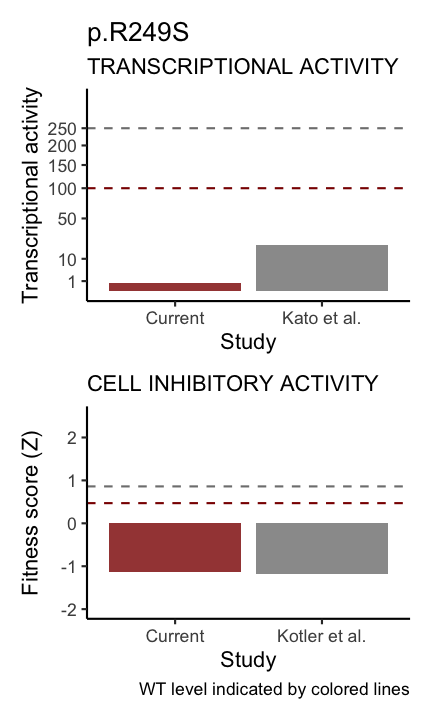 p.R249S
TRANSCRIPTIONAL ACTIVITY
Transcriptional activity
250
200
150
100
50
10
1
Current
Kato et al.
Study
CELL INHIBITORY ACTIVITY
Fitness score (Z)
2
1
0
-1
-2
Current
Kotler et al.
Study
WT level indicated by colored lines